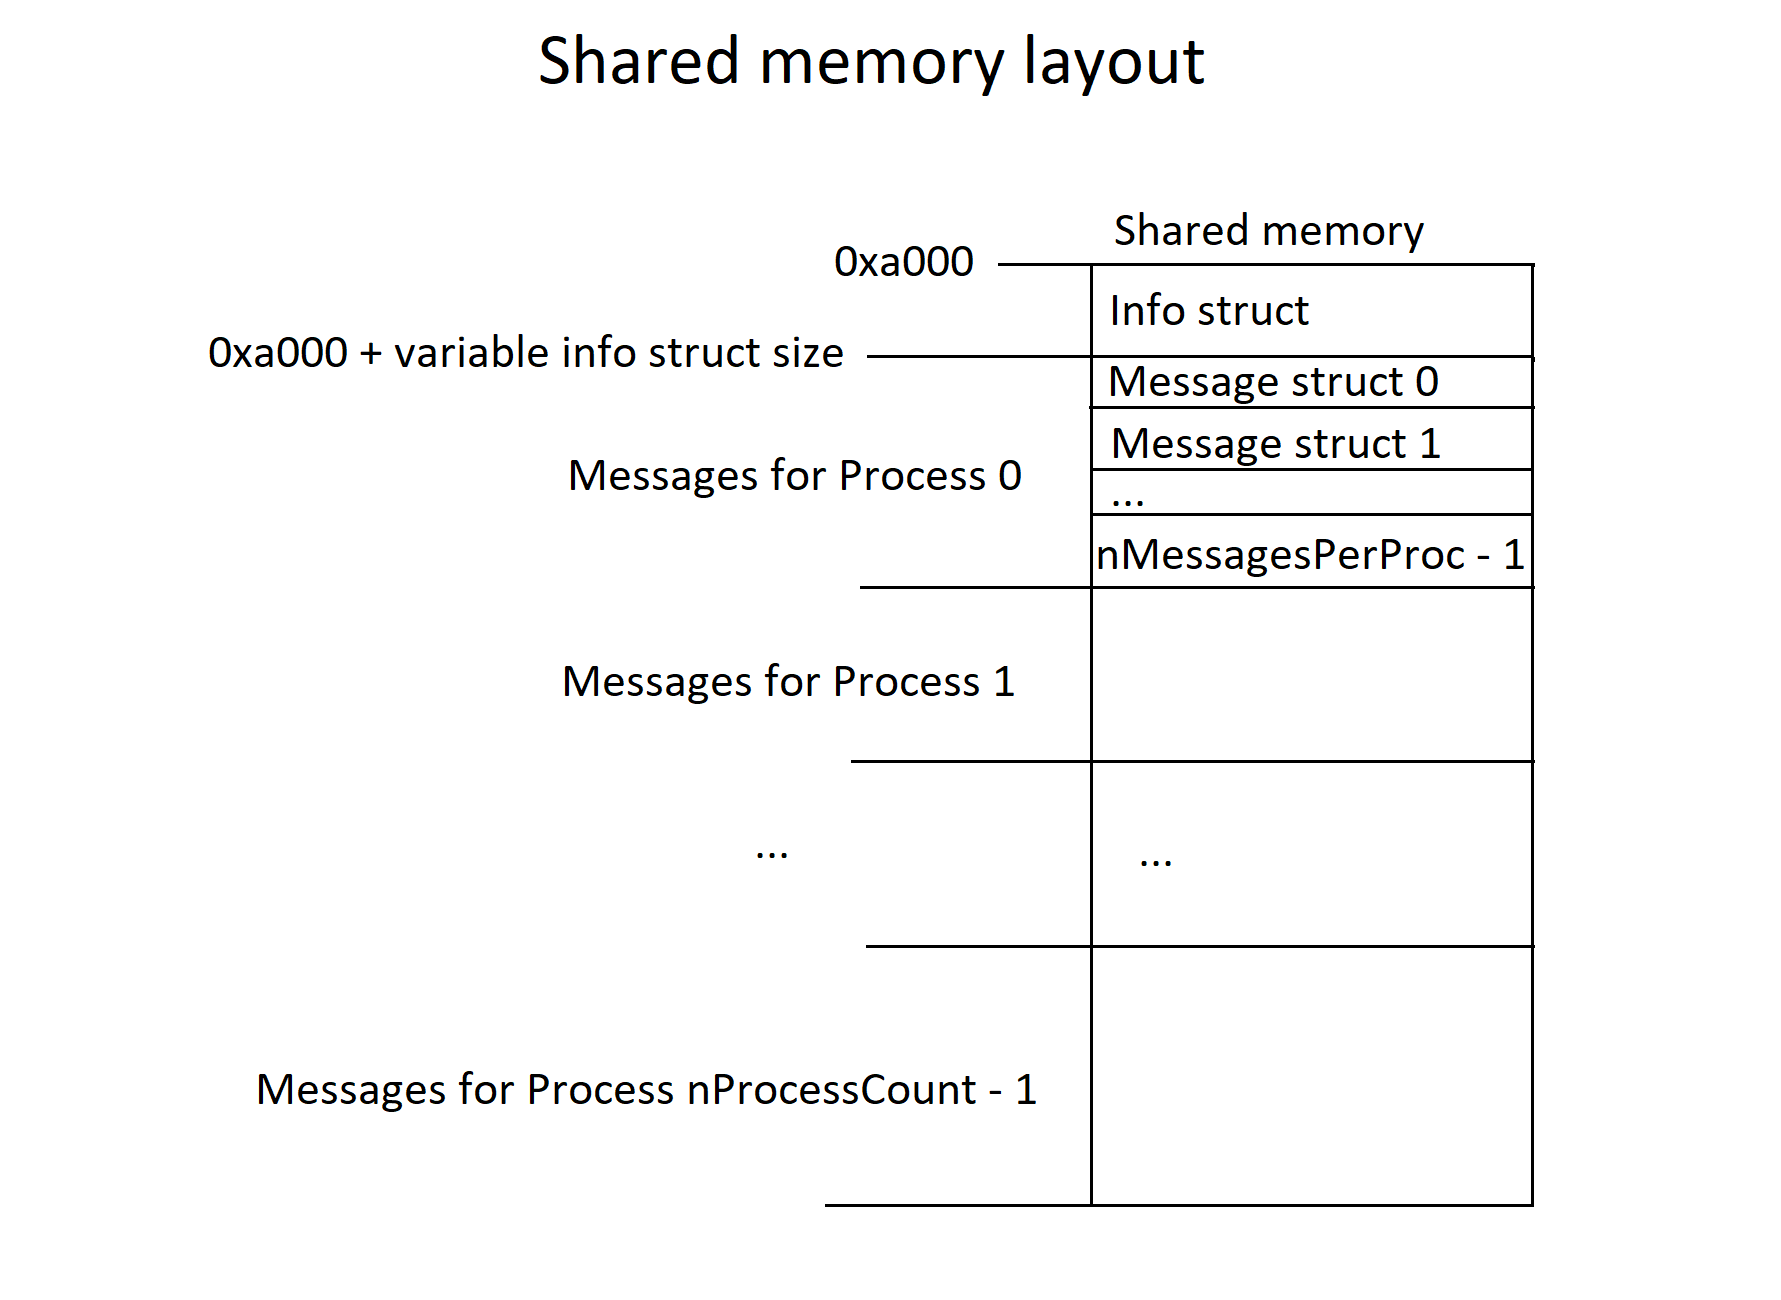 Shared memory layout
Shared memory
0xa000
Info struct
0xa000 + variable info struct size
Message struct 0
Message struct 1
Messages for Process 0
...
nMessagesPerProc - 1
Messages for Process 1
...
...
Messages for Process nProcessCount - 1